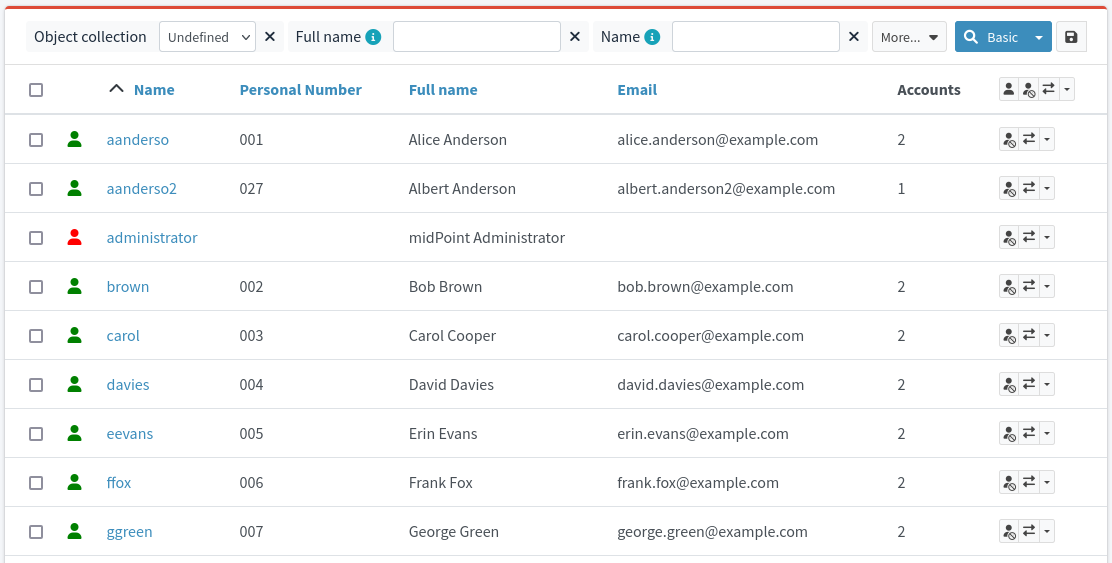 Object collection Undefined Full name Name More... Basic
Name Personal Number Full name Email Accounts
aanderso 001 Alice Anderson alice.anderson@example.com 2
aanderso2 027 Albert Anderson albert.anderson2@example.com 1
administrator midPoint Administrator
brown 002 Bob Brown bob.brown@example.com 2
carol 003 Carol Cooper carol.cooper@example.com 2
davies 004 David Davies david.davies@example.com 2
eevans 005 Erin Evans erin.evans@example.com 2
ffox 006 Frank Fox frank.fox@example.com 2
ggreen 007 George Green george.green@example.com 2